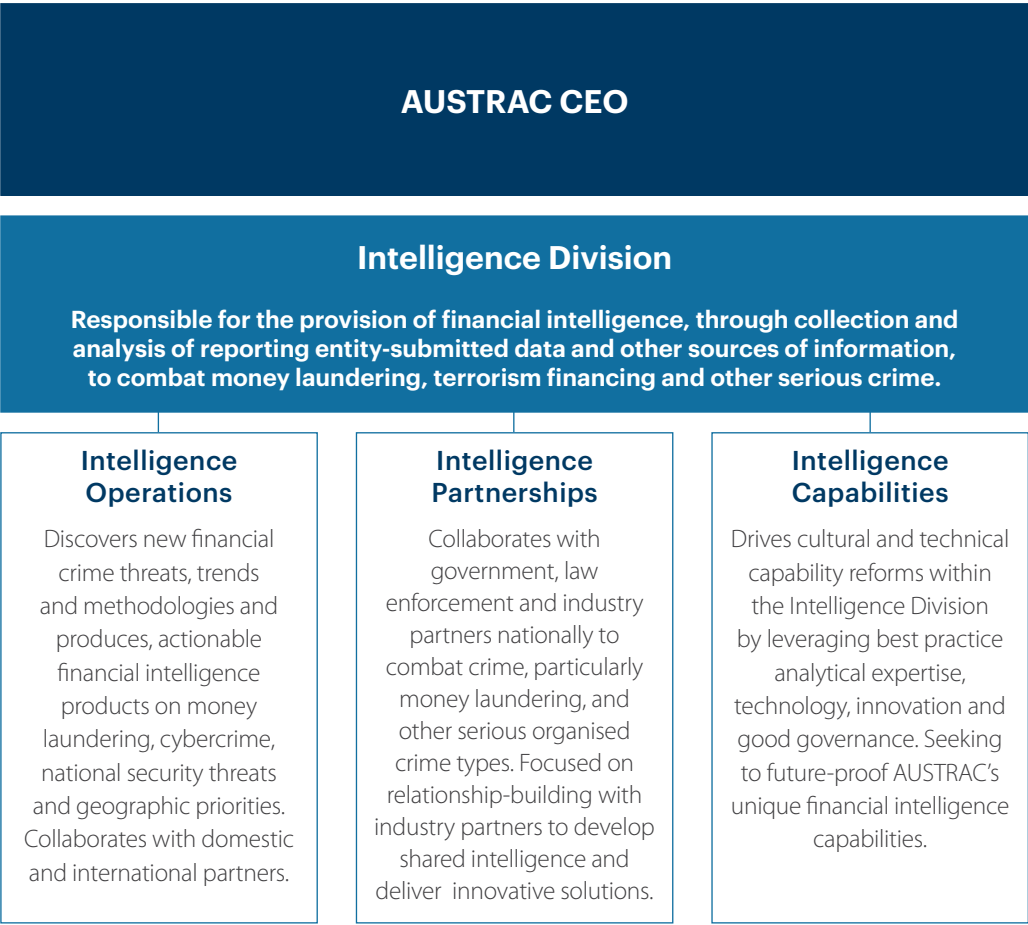 AUSTRAC CEO
Intelligence Division
Responsible for the provision of financial intelligence, through collection and
analysis of reporting entity-submitted data and other sources of information,
to combat money laundering, terrorism financing and other serious crime.
Intelligence
Operations
Discovers new financial
crime threats, trends
and methodologies and
produces, actionable
financial intelligence
products on money
laundering, cybercrime,
national security threats
and geographic priorities.
Collaborates with domestic
and international partners.
Intelligence
Partnerships
Collaborates with
government, law
enforcement and industry
partners nationally to
combat crime, particularly
money laundering, and
other serious organised
crime types. Focused on
relationship-building with
industry partners to develop
shared intelligence and
deliver  innovative solutions.
Intelligence
Capabilities
Drives cultural and technical
capability reforms within
the Intelligence Division
by leveraging best practice
analytical expertise,
technology, innovation and
good governance. Seeking
to future-proof AUSTRAC’s
unique financial intelligence
capabilities.